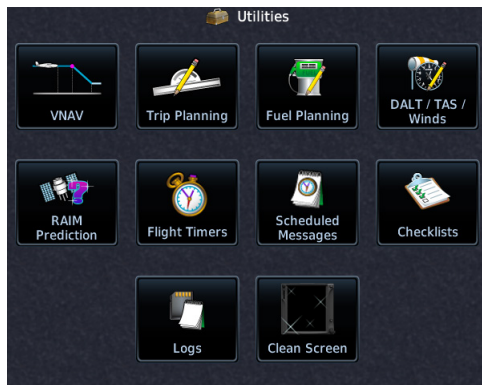 Utilities
VNAV
Trip Planning
Fuel Planning
DALT / TAS /
Winds
RAIM
Prediction
Flight Timers
Scheduled
Messages
Checklists
Logs
Clean Screen